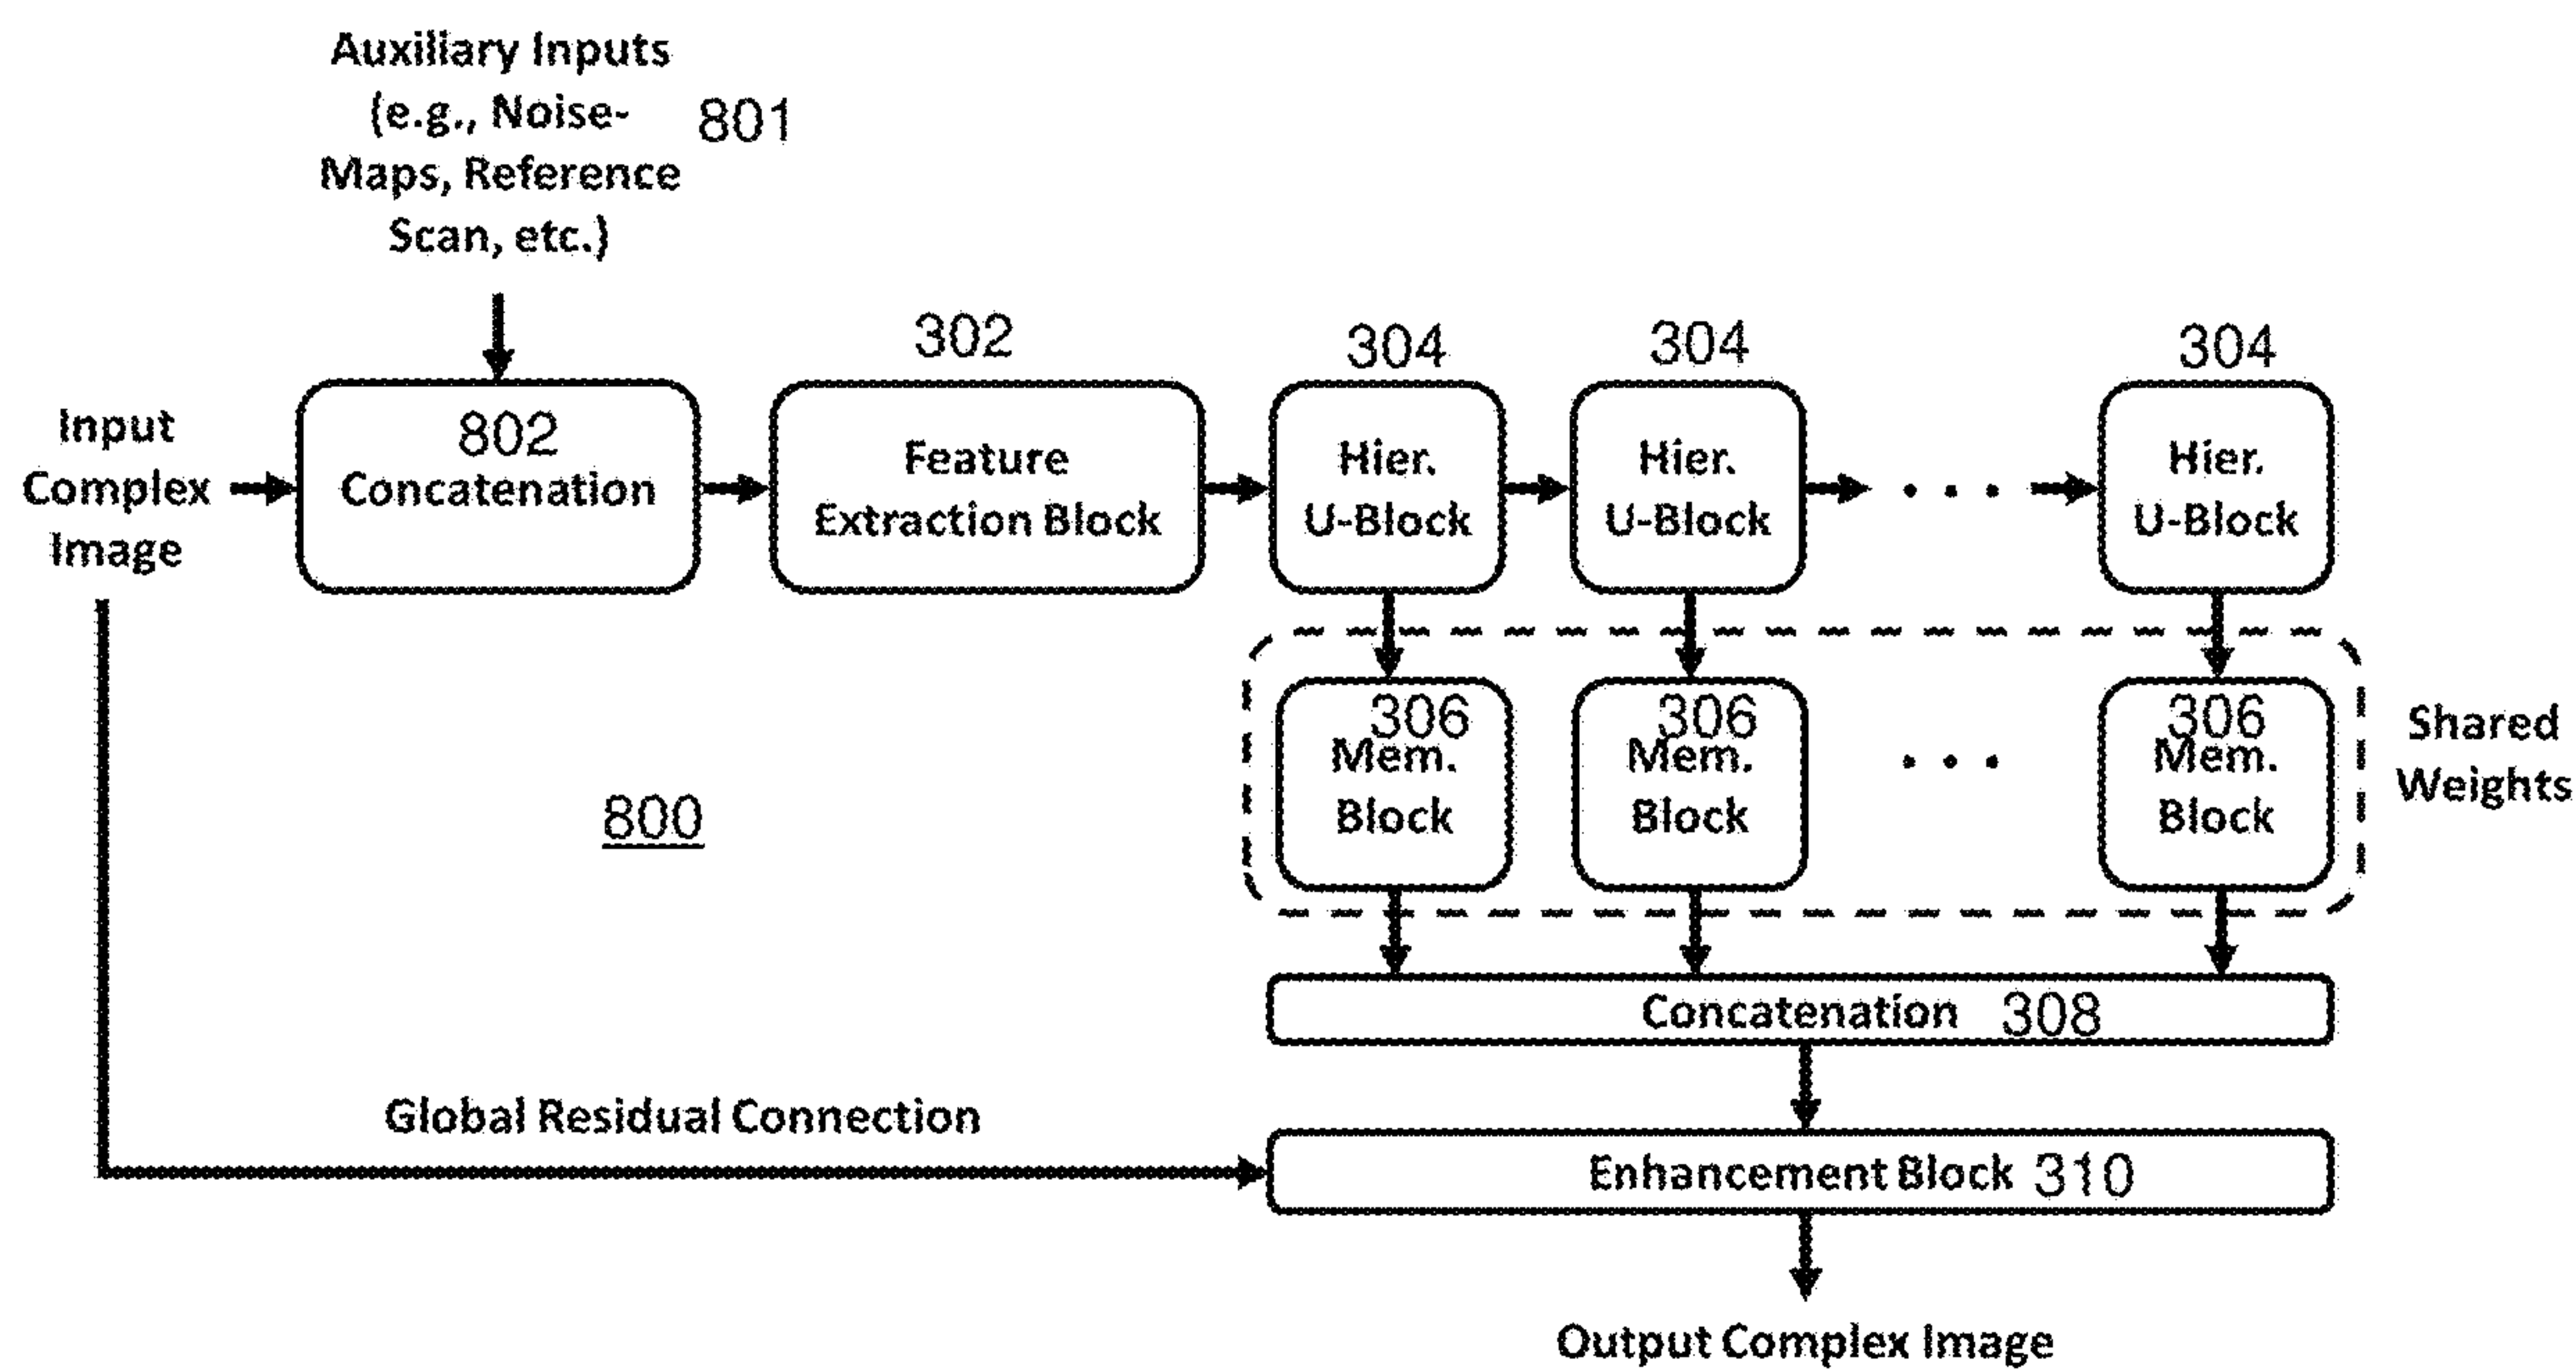 Auxiliary Inputs
(e.g., Noise-
Maps, Reference
Scan, etc.)
801
302
304
304
304
Input
Complex
Image
802
Concatenation
Feature
Extraction Block
Hier.
U-Block
Hier.
U-Block
. . .
Hier.
U-Block
306
Mem.
Block
306
Mem.
Block
. . .
306
Mem.
Block
Shared
Weights
800
Concatenation 308
Global Residual Connection
Enhancement Block 310
Output Complex Image